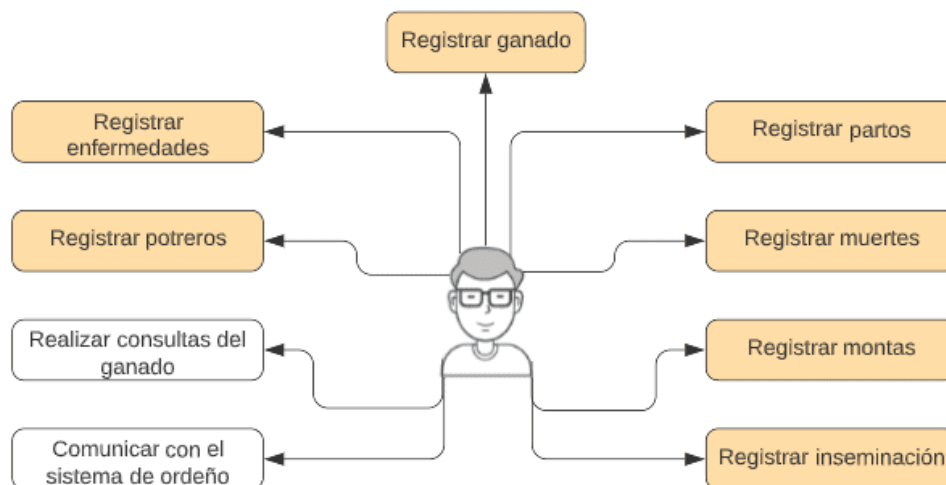 Registrar ganado
Registrar
enfermedades
Registrar partos
Registrar potreros
Registrar muertes
Realizar consultas del
ganado
Registrar montas
Comunicar con el
sistema de ordeño
Registrar inseminación